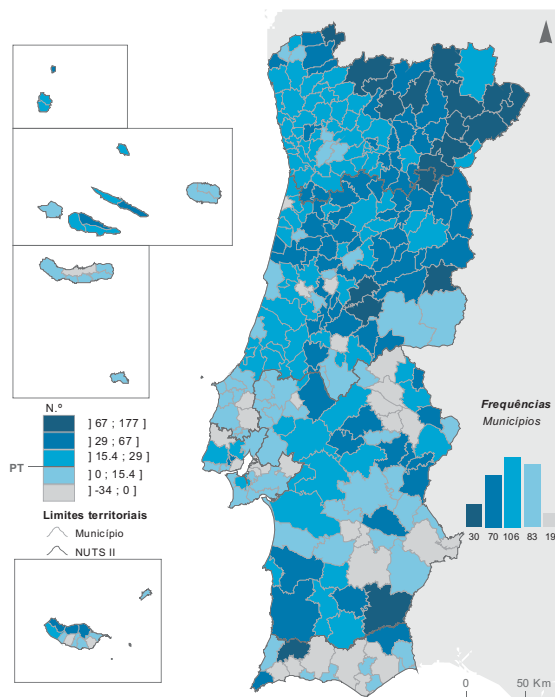 N.º
] 67 ; 177 ]
] 29 ; 67 ]
] 15.4 ; 29 ]
PT
] 0 ; 15.4 ]
] -34 ; 0 ]
Limites territoriais
Município
NUTS II
Frequências
Municípios
30 70 106 83 19
0 50 Km